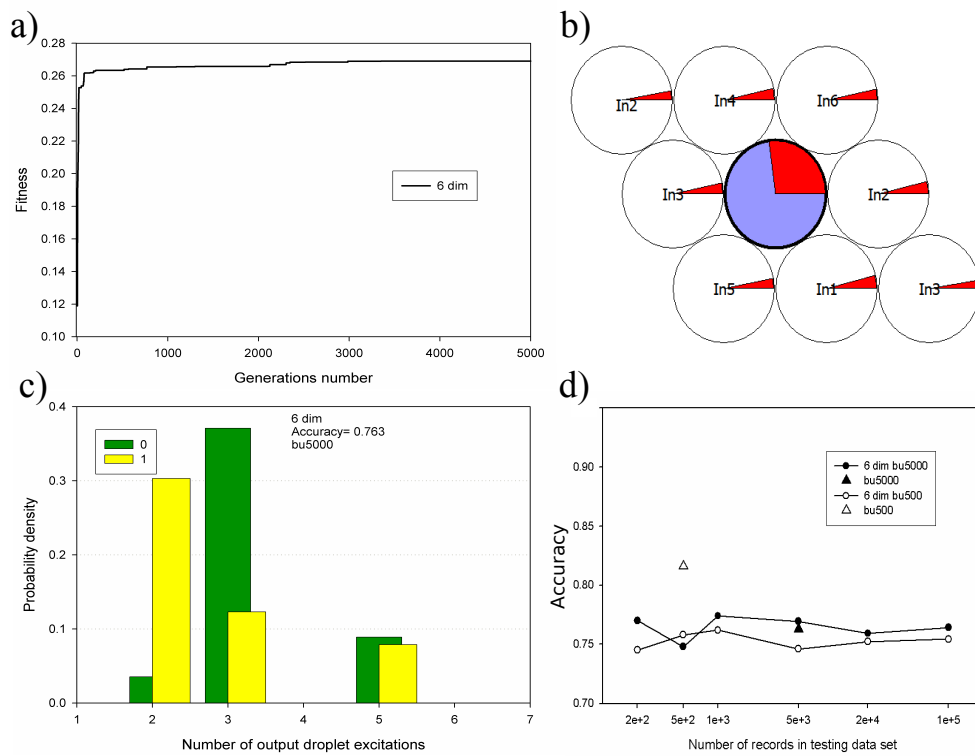 a)
0.28
0.26
0.24
0.22
0.20
0.18
0.16
0.14
0.12
0.10
Fitness
6 dim
0
1000
2000
3000
4000
5000
Generations number
b)
In2
In4
In6
In3
In2
In5
In1
In3
c)
0.4
0.3
0.2
0.1
0.0
Probability density
0
1
6 dim
Accuracy= 0.763
bu5000
1
2
3
4
5
6
7
Number of output droplet excitations
d)
0.90
0.85
0.80
0.75
0.70
Accuracy
6 dim bu5000
bu5000
6 dim bu500
bu500
2e+2
5e+2
1e+3
5e+3
2e+4
1e+5
Number of records in testing data set